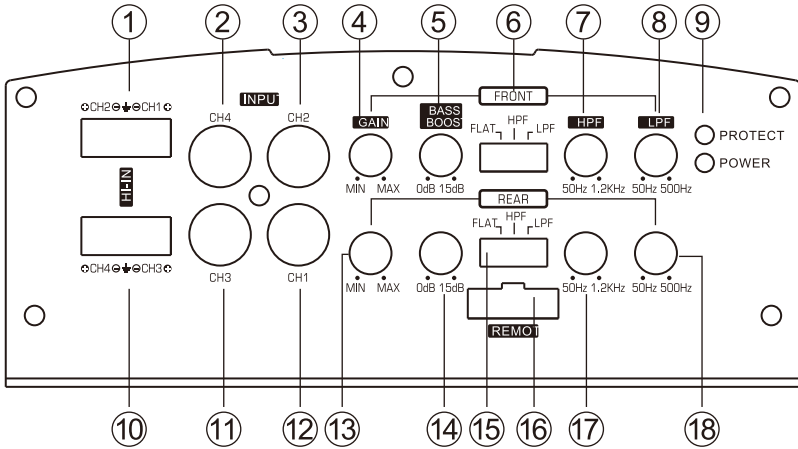 1 2 3 4 5 6 7 8 9
INPUT
FRONT
⊕CH2⊖⏚⊖CH1⊕
CH4 CH2
GAIN
BASS
BOOS
FLAT HPF LPF
HPF
LPF
PROTECT
POWER
HI-IN
MIN MAX
0dB 15dB
50Hz 1.2KHz
50Hz 500Hz
REAR
FLAT HPF LPF
⊕CH4⊖⏚⊖CH3⊕
CH3 CH1
MIN MAX
0dB 15dB
50Hz 1.2KHz
50Hz 500Hz
REMOT
10 11 12 13 14 15 16 17 18